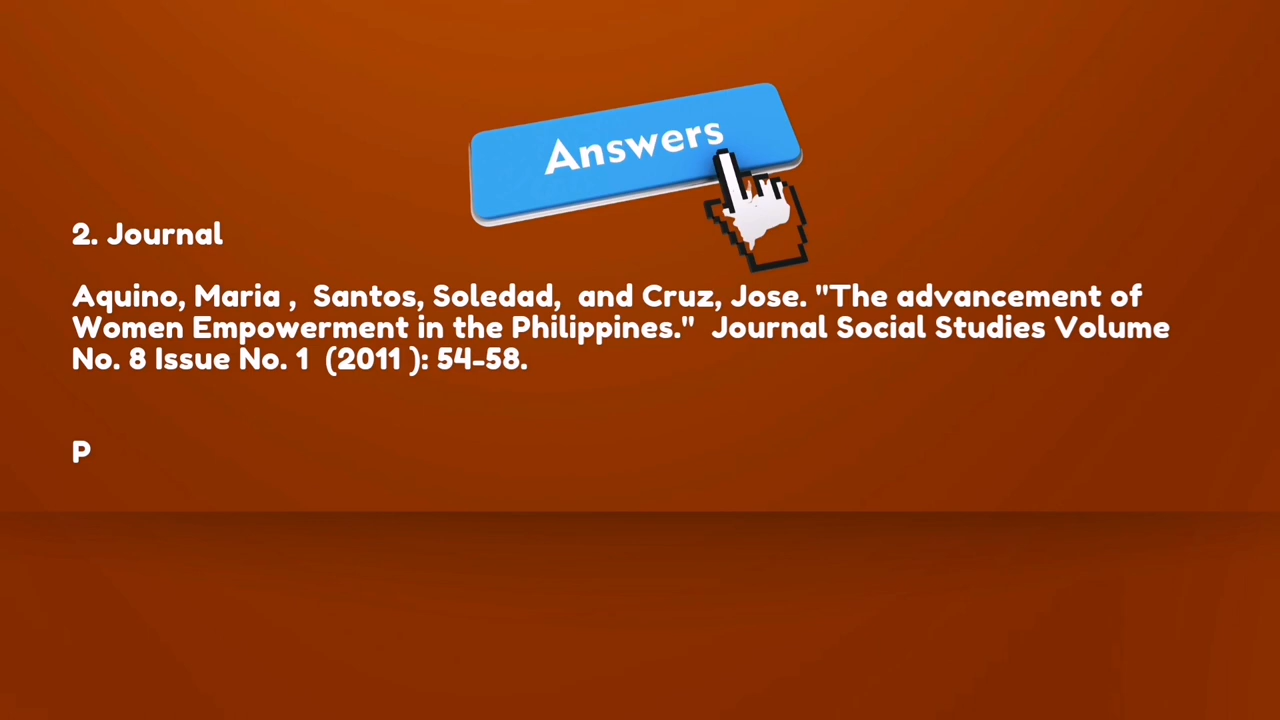 Answers
2. Journal
Aquino, Maria ,  Santos, Soledad,  and Cruz, Jose. "The advancement of
Women Empowerment in the Philippines."  Journal Social Studies Volume
No. 8 Issue No. 1  (2011 ): 54-58.
P